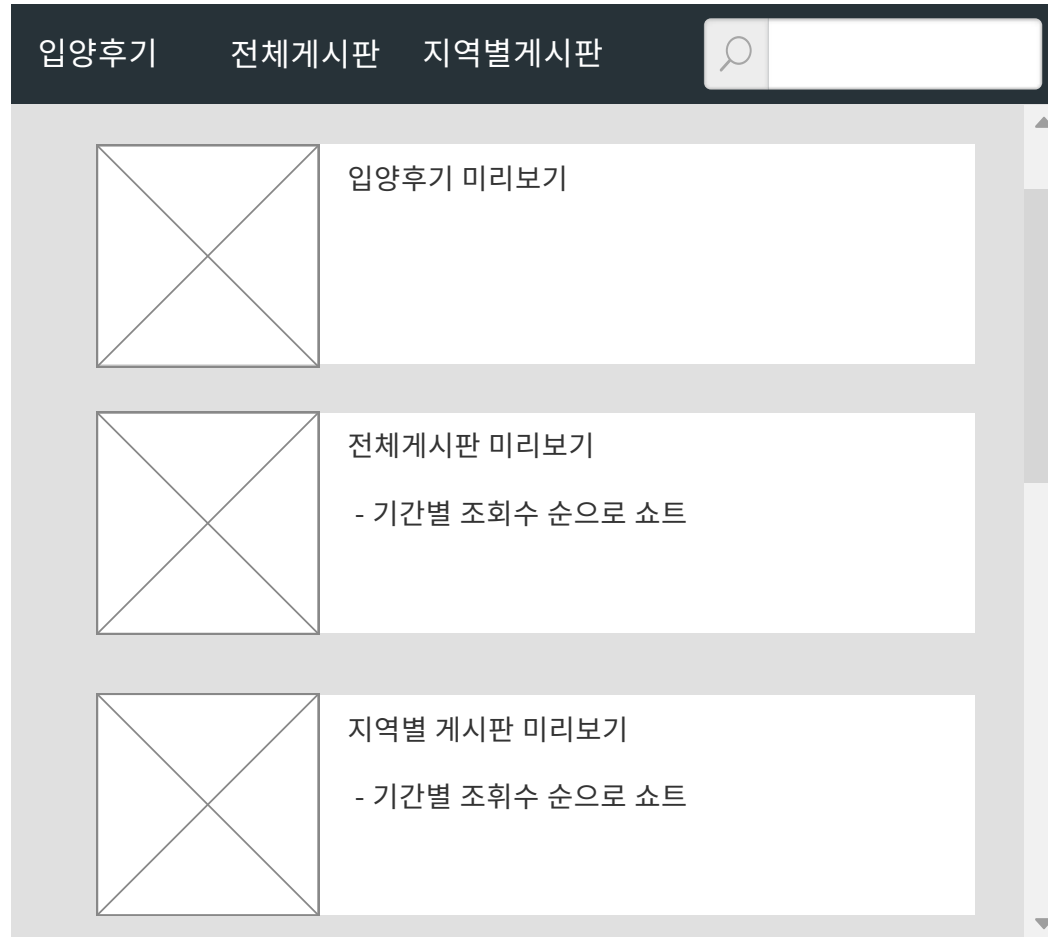 입양후기 전체게시판 지역별게시판
입양후기 미리보기
전체게시판 미리보기
- 기간별 조회수 순으로 쇼트
지역별 게시판 미리보기
- 기간별 조휘수 순으로 쇼트